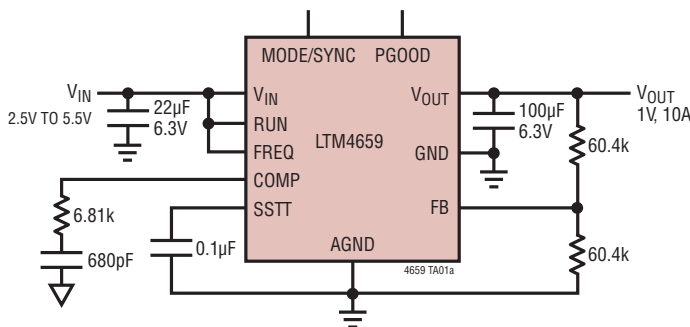 MODE/SYNC PGOOD
VIN
2.5V TO 5.5V
22µF
6.3V
VIN
RUN
FREQ
COMP
SSTT
LTM4659
AGND
VOUT
GND
FB
4659 TA01a
100µF
6.3V
VOUT
1V, 10A
60.4k
60.4k
6.81k
680pF
0.1µF